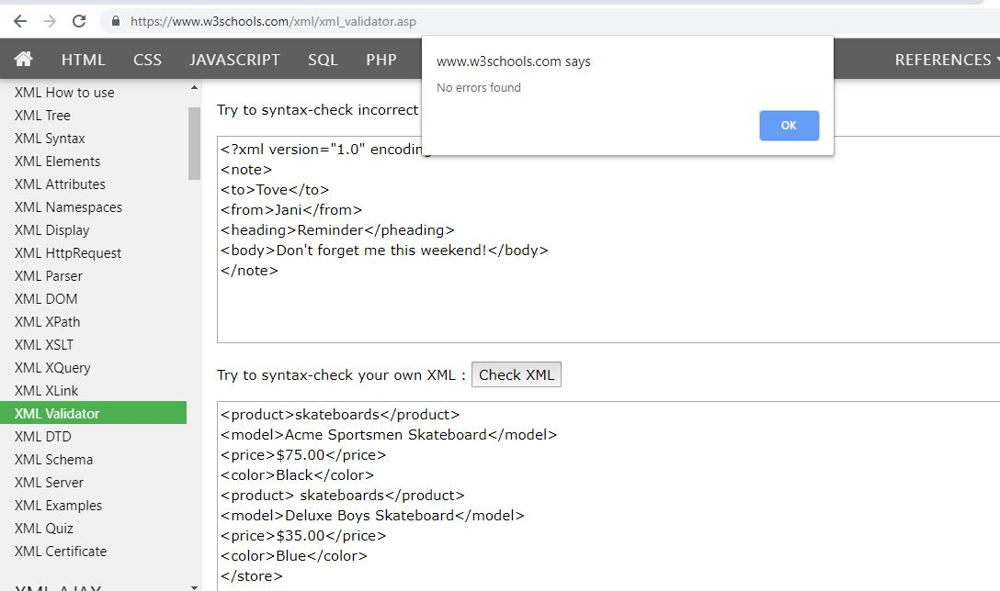 https://www.w3schools.com/xml/xml_validator.asp
HTML CSS JAVASCRIPT SQL PHP REFERENCES
www.w3schools.com says
No errors found
OK
XML How to use
XML Tree
XML Syntax
XML Elements
XML Attributes
XML Namespaces
XML Display
XML HttpRequest
XML Parser
XML DOM
XML XPath
XML XSLT
XML XQuery
XML XLink
XML Validator
XML DTD
XML Schema
XML Server
XML Examples
XML Quiz
XML Certificate
XML AJAX
Try to syntax-check incorrect
<?xml version="1.0" encoding
<note>
<to>Tove</to>
<from>Jani</from>
<heading>Reminder</pheading>
<body>Don't forget me this weekend!</body>
</note>
Try to syntax-check your own XML : Check XML
<product>skateboards</product>
<model>Acme Sportsmen Skateboard</model>
<price>$75.00</price>
<color>Black</color>
<product> skateboards</product>
<model>Deluxe Boys Skateboard</model>
<price>$35.00</price>
<color>Blue</color>
</store>